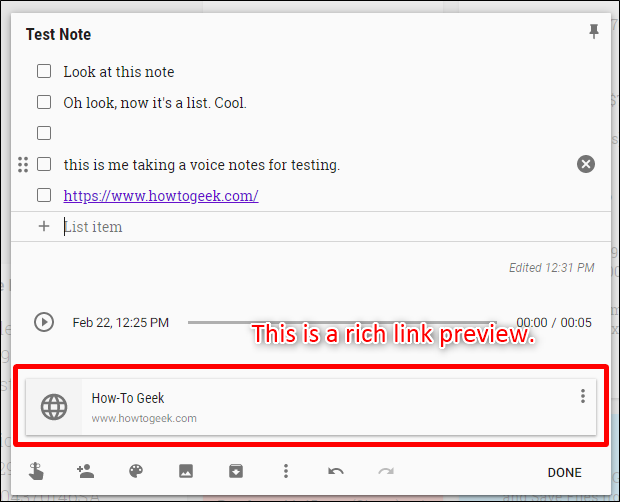 Test Note
Look at this note
Oh look, now it's a list. Cool.
this is me taking a voice notes for testing.
https://www.howtogeek.com/
List item
Edited 12:31 PM
Feb 22, 12:25 PM
00:00 / 00:05
This is a rich link preview.
How-To Geek
www.howtogeek.com
DONE